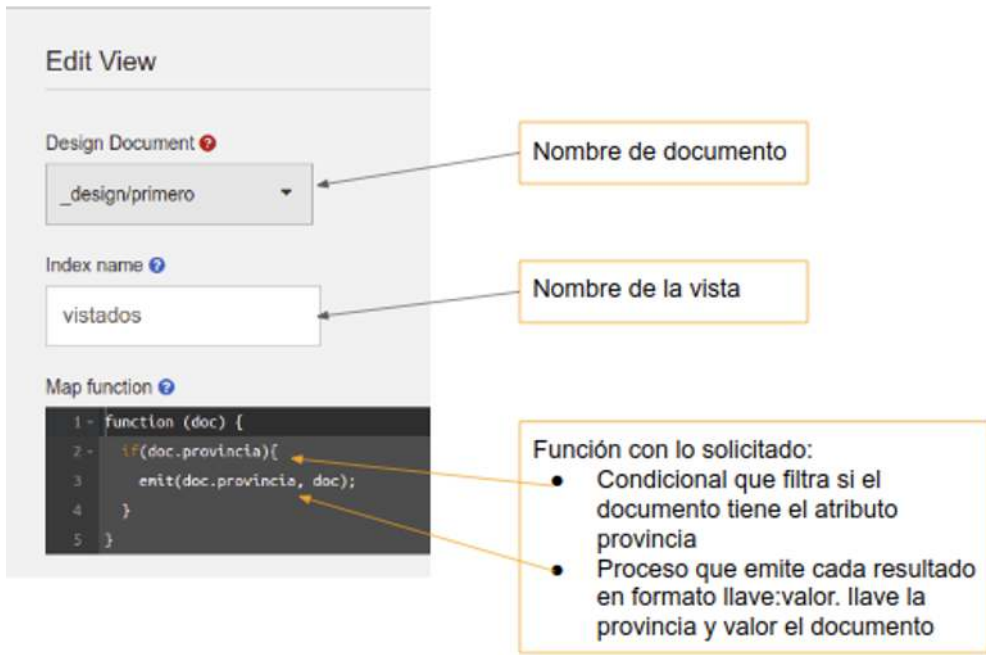 Edit View
Design Document
_design/primero
Nombre de documento
Index name
vistados
Nombre de la vista
Map function
1 function (doc) {
2 if(doc.provincia){
3 emit(doc.provincia, doc);
4 }
5 }
Función con lo solicitado:
● Condicional que filtra si el
documento tiene el atributo
provincia
● Proceso que emite cada resultado
en formato llave:valor. llave la
provincia y valor el documento